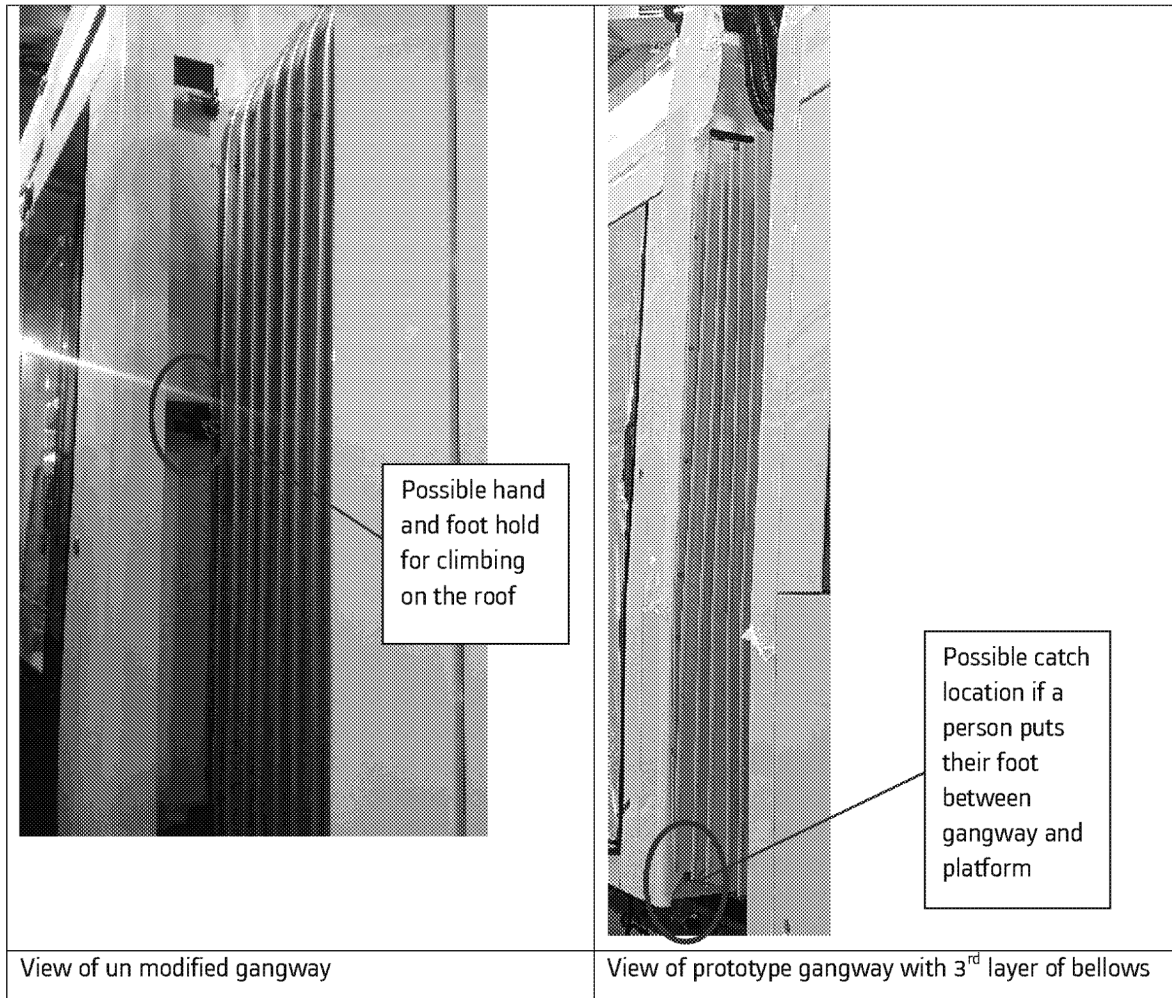 Possible hand
and foot hold
for climbing
on the roof
Possible catch
location if a
person puts
their foot
between
gangway and
platform
View of un modified gangway
View of prototype gangway with 3rd layer of bellows